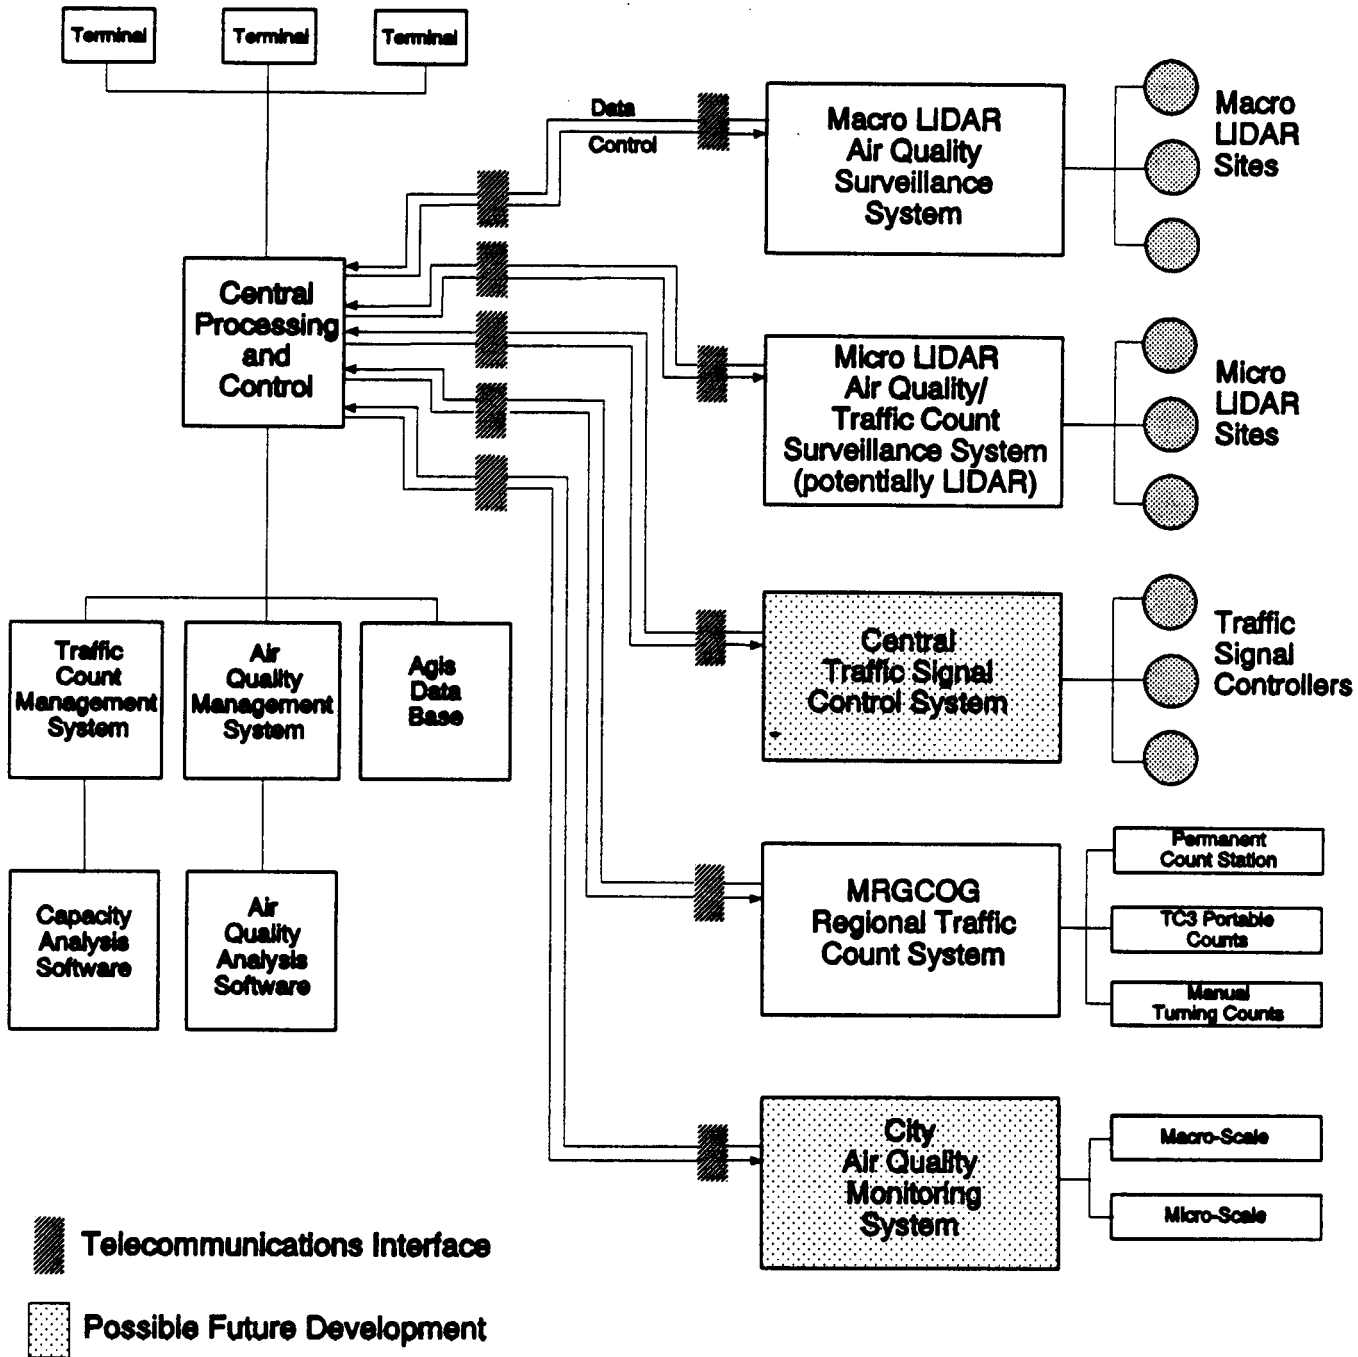 Terminal
Terminal
Terminal
Data
Control
Macro LIDAR
Air Quality
Surveillance
System
Macro
LIDAR
Sites
Central
Processing
and
Control
Micro LIDAR
Air Quality/
Traffic Count
Surveillance System
(potentially LIDAR)
Micro
LIDAR
Sites
Central
Traffic Signal
Control System
Traffic
Signal
Controllers
Traffic
Count
Management
System
Air
Quality
Management
System
Agis
Data
Base
Capacity
Analysis
Software
Air
Quality
Analysis
Software
MRGCOG
Regional Traffic
Count System
Permanent
Count Station
TC3 Portable
Counts
Manual
Turning Counts
City
Air Quality
Monitoring
System
Macro-Scale
Micro-Scale
Telecommunications Interface
Possible Future Development